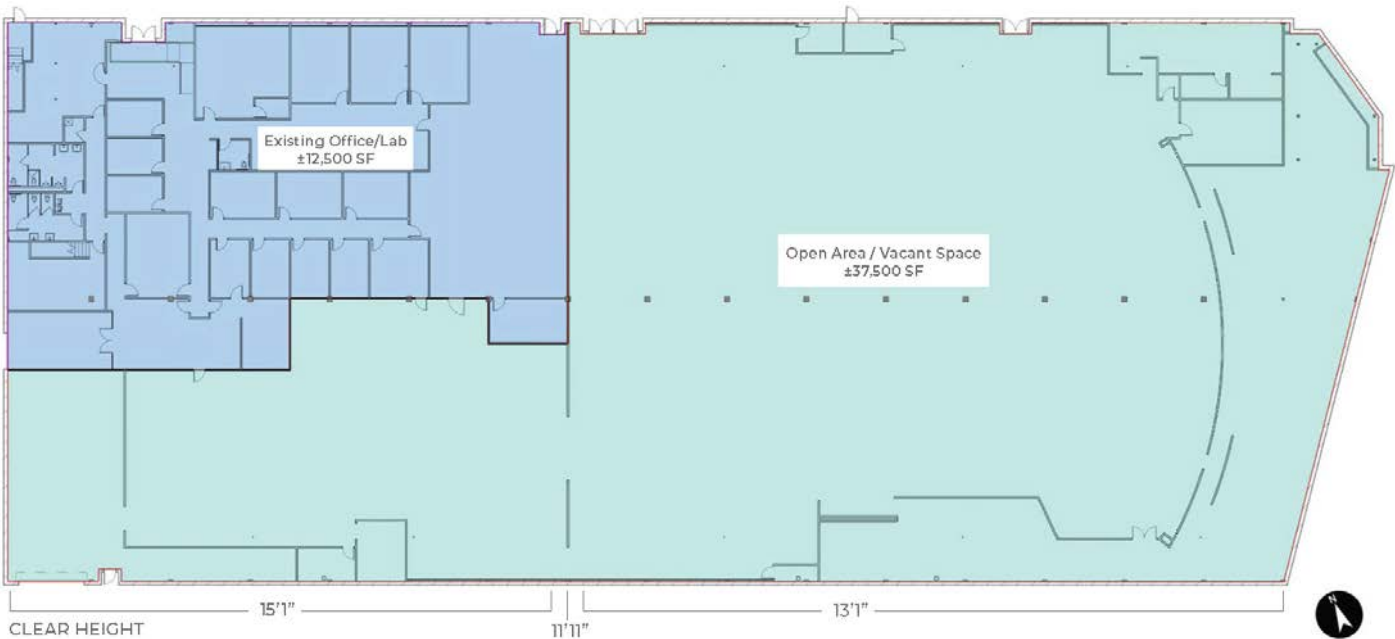 Existing Office/Lab
±12,500 SF
Open Area / Vacant Space
±37,500 SF
15'1"
13'1"
CLEAR HEIGHT
11'11"
N